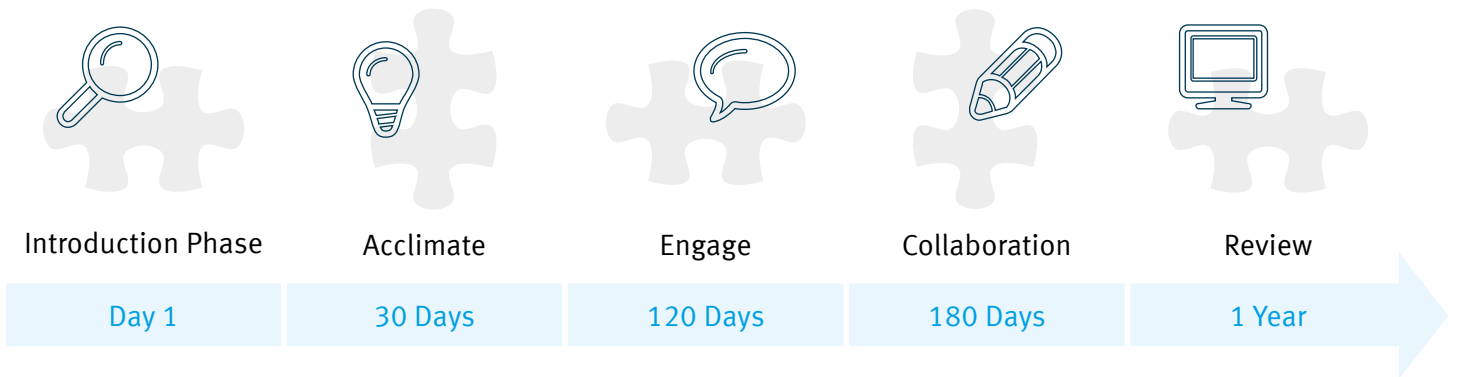 Introduction Phase
Acclimate
Engage
Collaboration
Review
Day 1
30 Days
120 Days
180 Days
1 Year